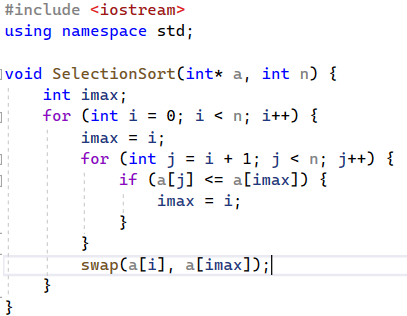 #include <iostream>
using namespace std;
void SelectionSort(int* a, int n) {
int imax;
for (int i = 0; i < n; i++) {
imax = i;
for (int j = i + 1; j < n; j++) {
if (a[j] <= a[imax]) {
imax = i;
}
}
swap(a[i], a[imax]);
}
}